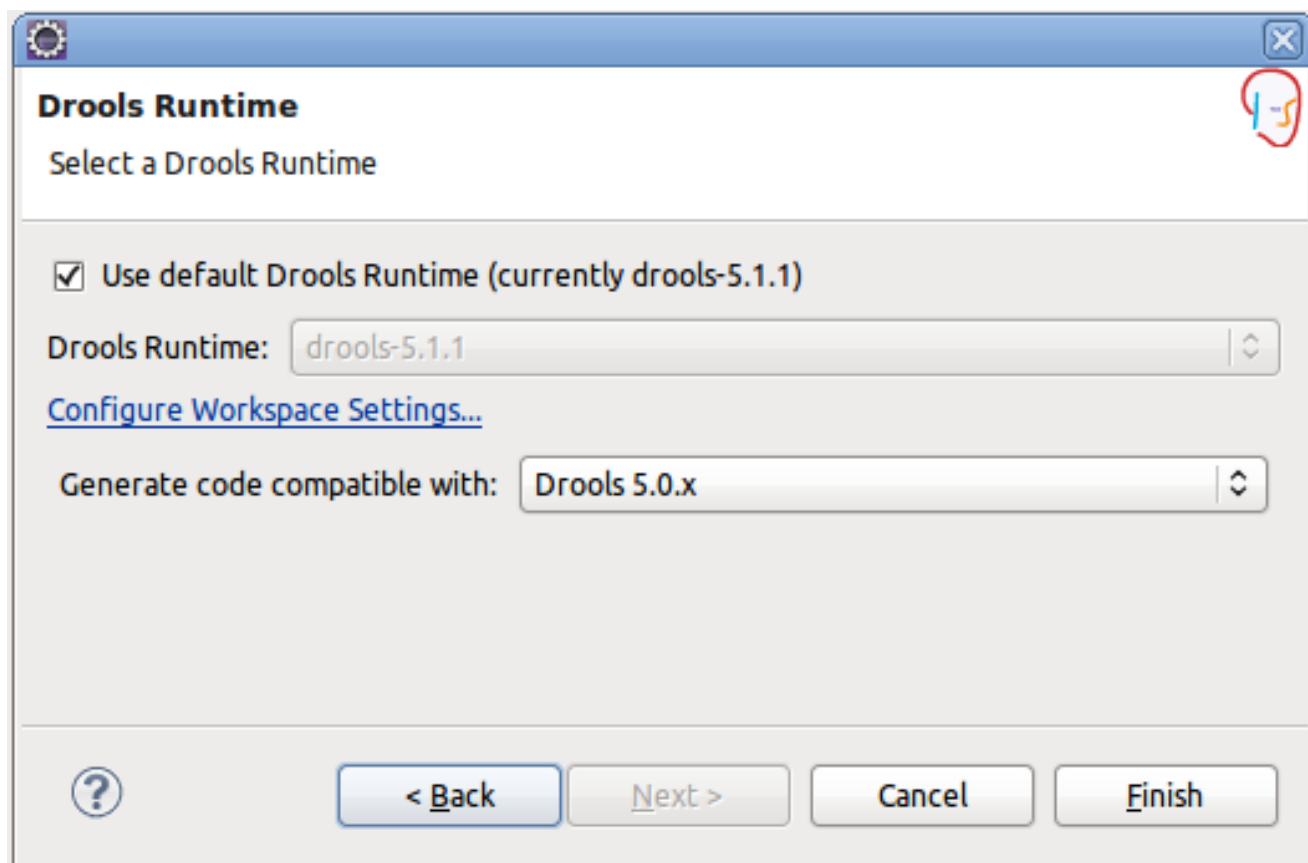 Drools Runtime
Select a Drools Runtime
Use default Drools Runtime (currently drools-5.1.1)
Drools Runtime: drools-5.1.1
Configure Workspace Settings...
Generate code compatible with: Drools 5.0.x
? < Back Next > Cancel Finish